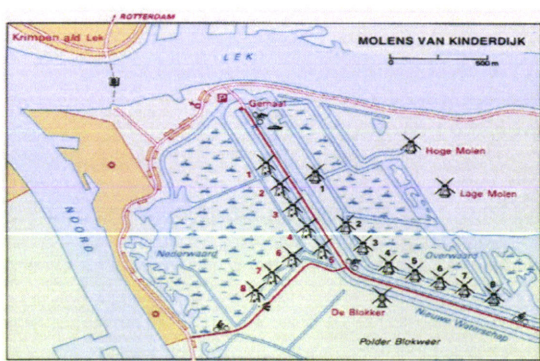 ROTTERDAM
Krimpen a/d Lek
MOLENS VAN KINDERDIJK
LEK
500 m
P
Gemaal
Hoge Molen
Lage Molen
NOORD
Nederwaard
Overwaard
1
2
3
4
5
6
7
8
1
2
3
4
5
6
7
8
De Blokker
Nieuwe Waterschap
Polder Blokweer